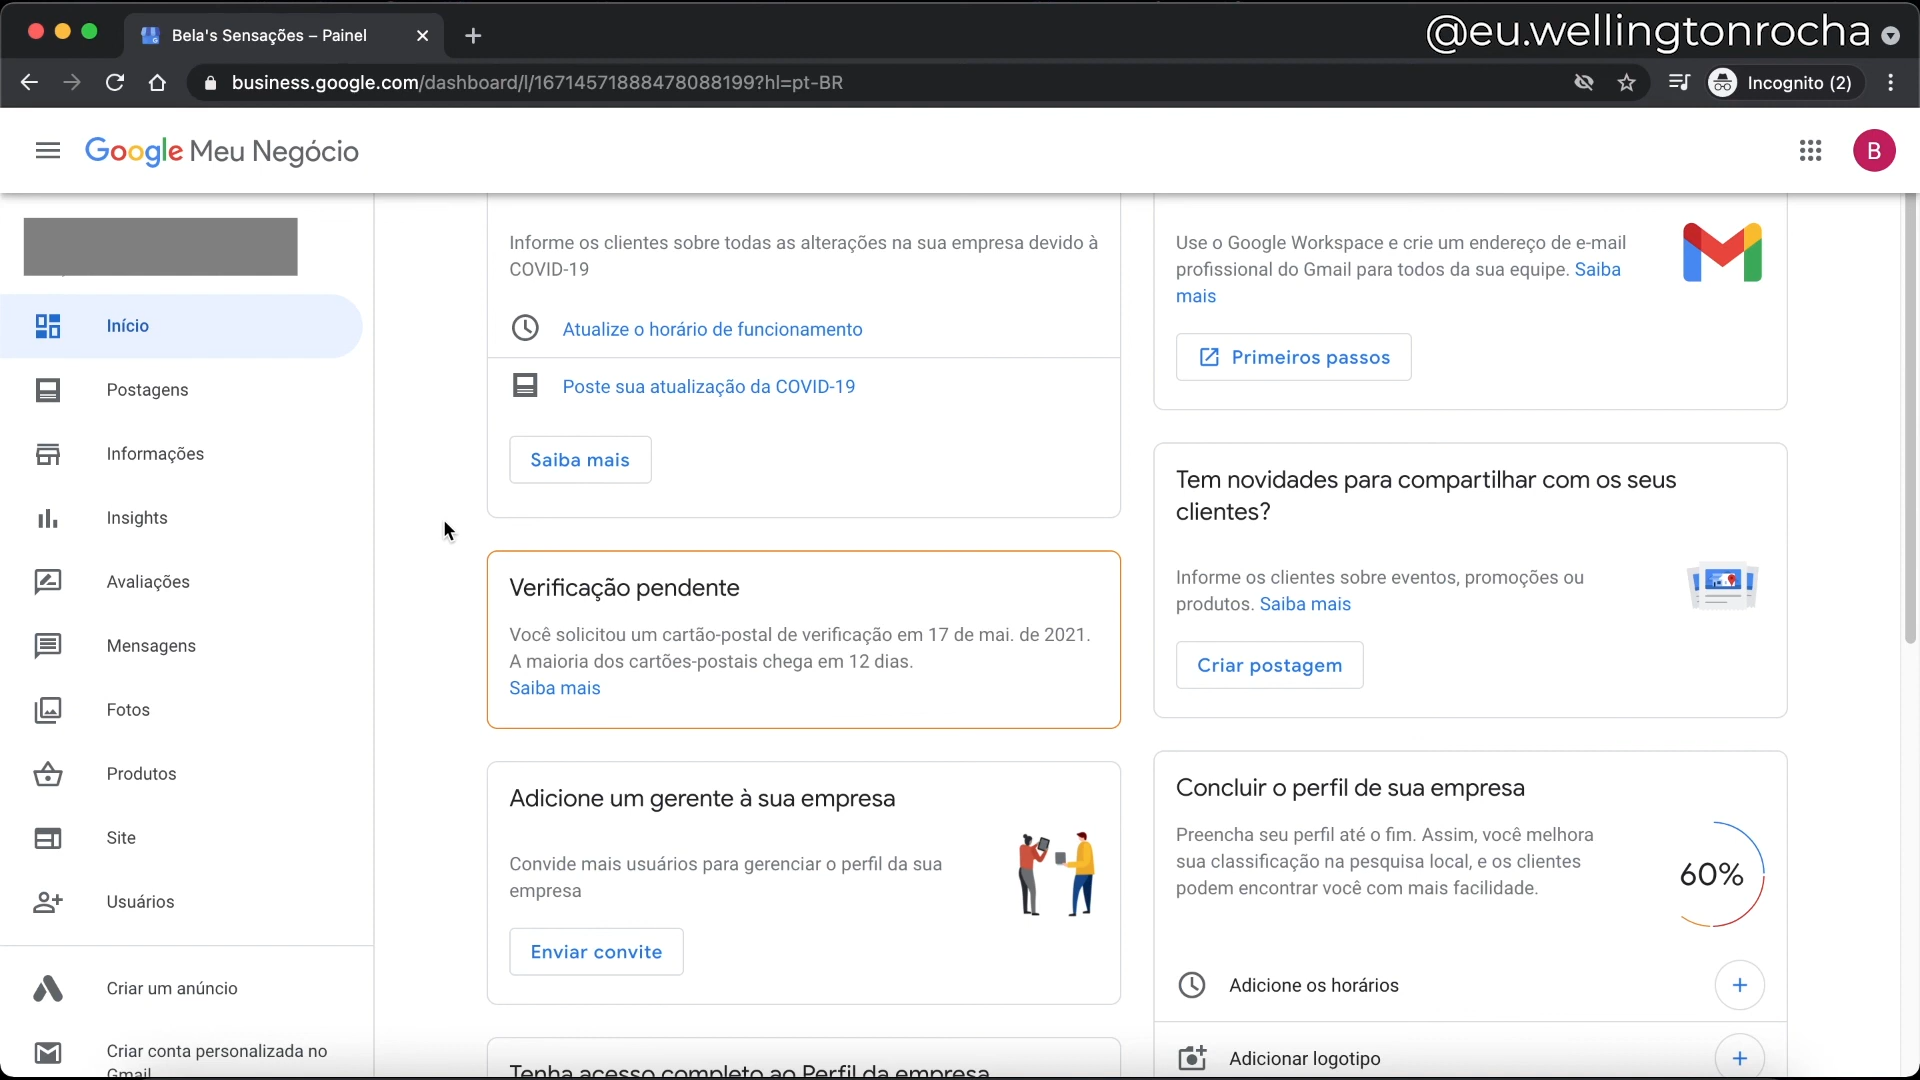 Bela's Sensações – Painel
@eu.wellingtonrocha
business.google.com/dashboard/l/16714571888478088199?hl=pt-BR
Incognito (2)
Google Meu Negócio
B
Início
Postagens
Informações
Insights
Avaliações
Mensagens
Fotos
Produtos
Site
Usuários
Criar um anúncio
Criar conta personalizada no
Gmail
Informe os clientes sobre todas as alterações na sua empresa devido à
COVID-19
Atualize o horário de funcionamento
Poste sua atualização da COVID-19
Saiba mais
Verificação pendente
Você solicitou um cartão-postal de verificação em 17 de mai. de 2021.
A maioria dos cartões-postais chega em 12 dias.
Saiba mais
Adicione um gerente à sua empresa
Convide mais usuários para gerenciar o perfil da sua
empresa
Enviar convite
Tenha acesso completo ao Perfil da empresa
Use o Google Workspace e crie um endereço de e-mail
profissional do Gmail para todos da sua equipe. Saiba
mais
Primeiros passos
Tem novidades para compartilhar com os seus
clientes?
Informe os clientes sobre eventos, promoções ou
produtos. Saiba mais
Criar postagem
Concluir o perfil de sua empresa
Preencha seu perfil até o fim. Assim, você melhora
sua classificação na pesquisa local, e os clientes
podem encontrar você com mais facilidade.
60%
Adicione os horários
Adicionar logotipo